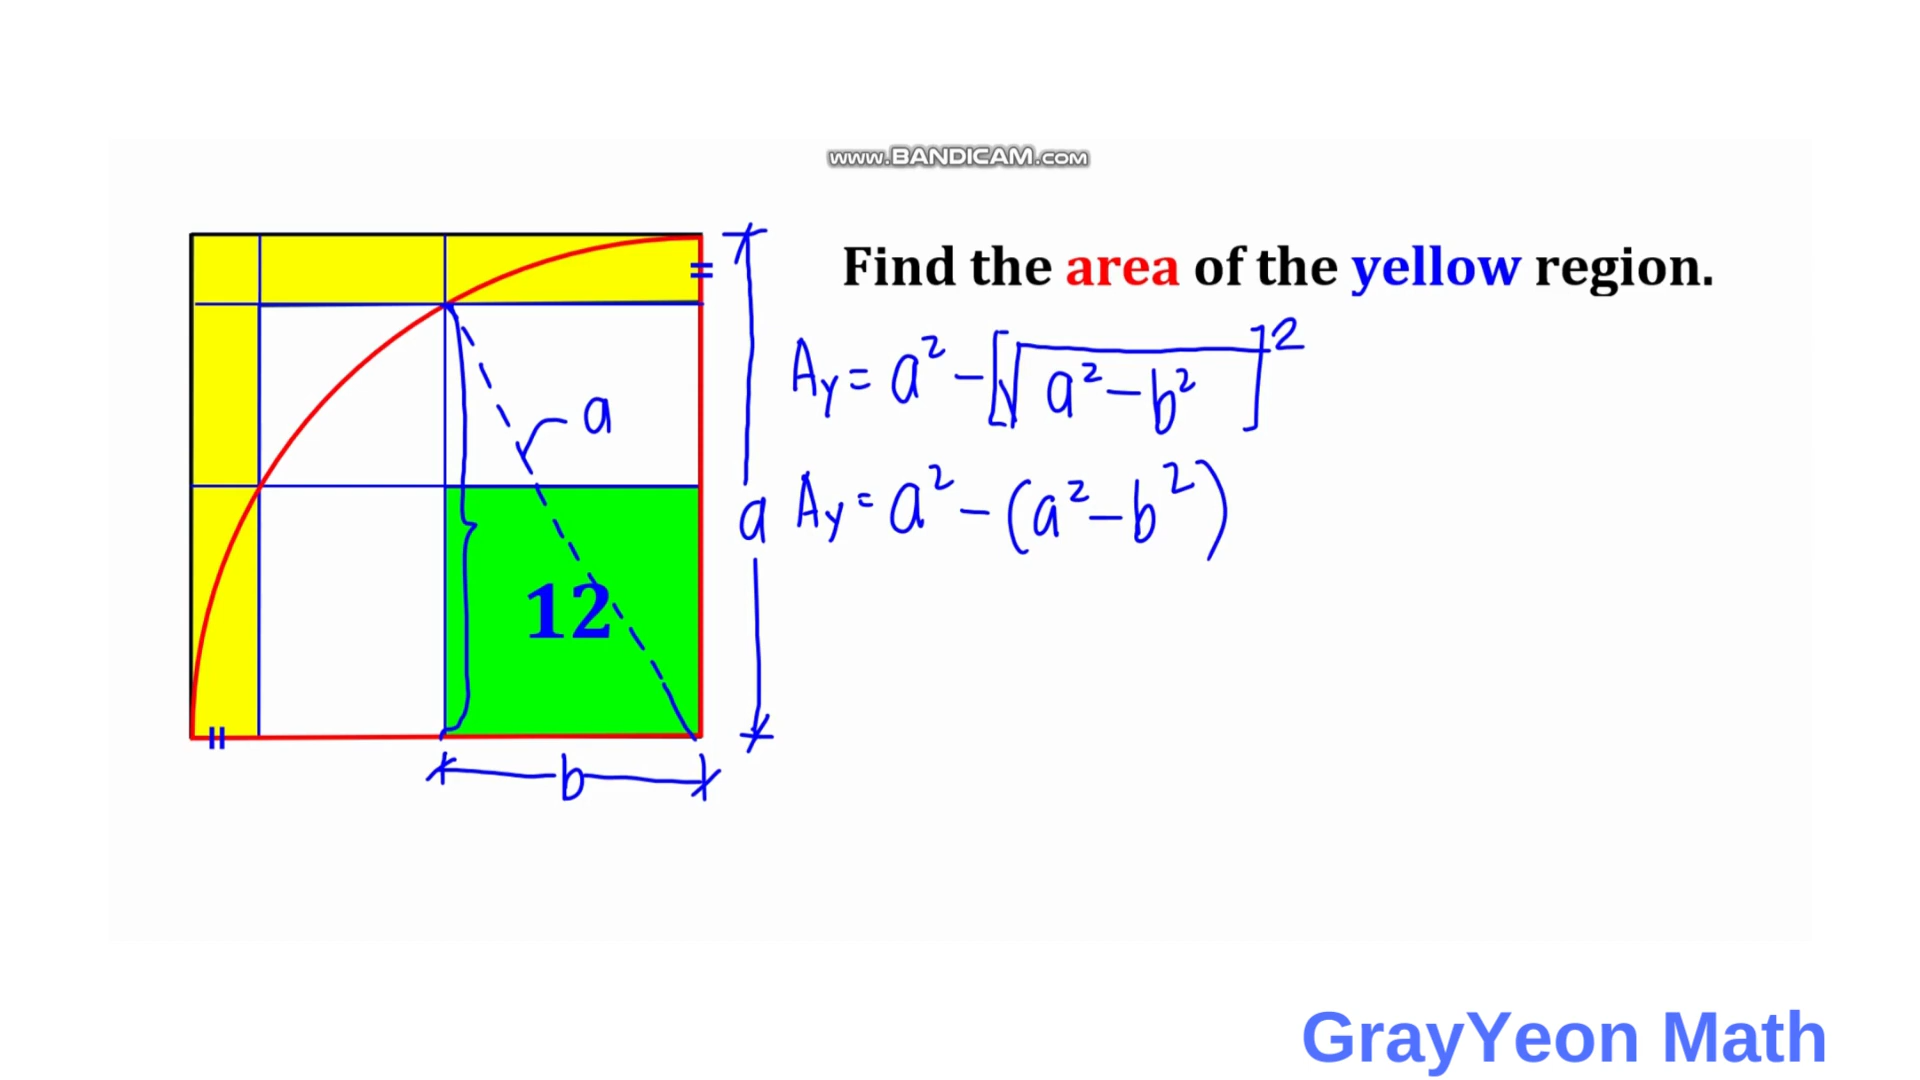 www.BANDICAM.com
Find the area of the yellow region.
A_Y = a² - [√(a² - b²)]²
a
a
A_Y = a² - (a² - b²)
12
b
GrayYeon Math